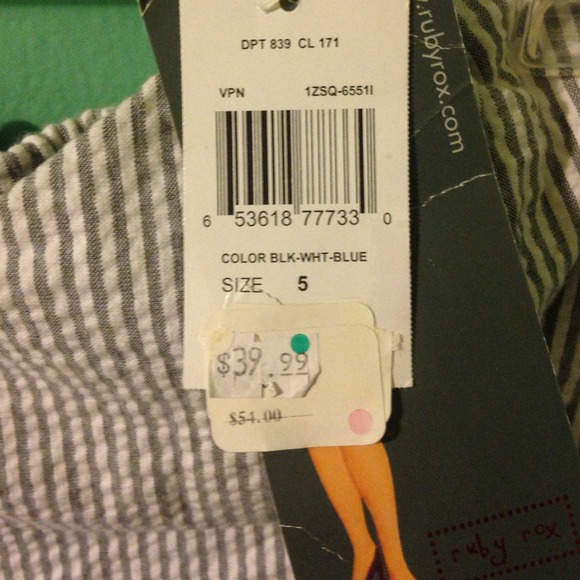 DPT 839 CL 171
.rubyrox.com
VPN 1ZSQ-6551I
6 53618 77733 0
COLOR BLK-WHT-BLUE
SIZE 5
$39.99
$54.00
ruby rox